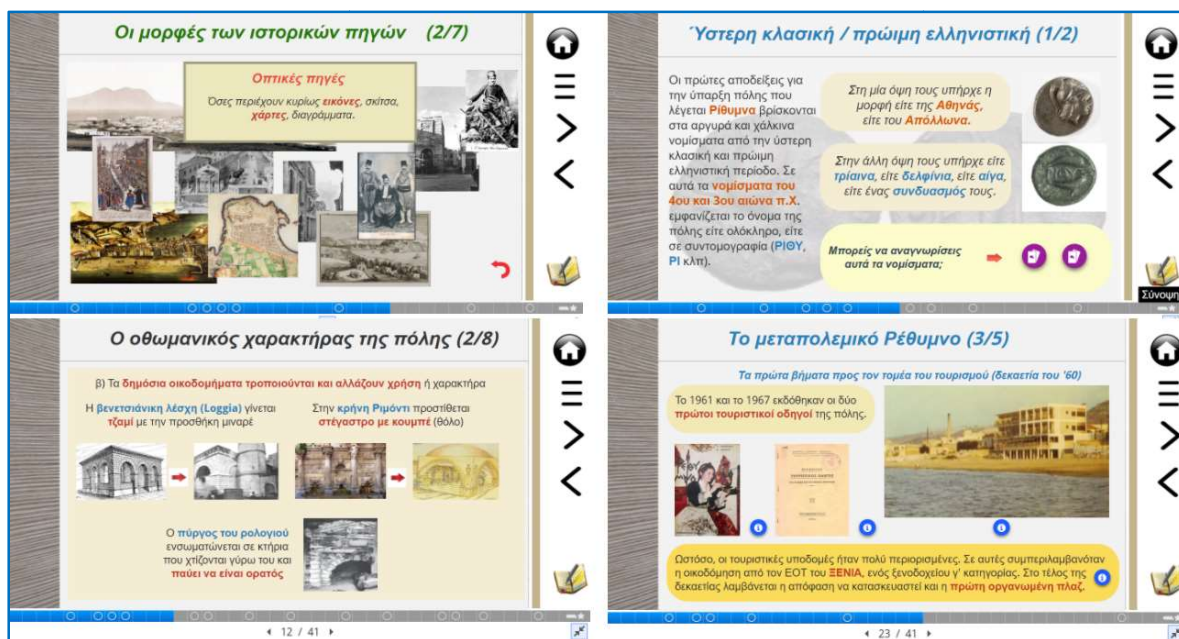 Οι μορφές των ιστορικών πηγών (2/7)
Οπτικές πηγές
Όσες περιέχουν κυρίως εικόνες, σκίτσα,
χάρτες, διαγράμματα.
Ύστερη κλασική / πρώιμη ελληνιστική (1/2)
Οι πρώτες αποδείξεις για
την ύπαρξη πόλης που
λέγεται Ρίθυμνα βρίσκονται
στα αργυρά και χάλκινα
νομίσματα από την ύστερη
κλασική και πρώιμη
ελληνιστική περίοδο. Σε
αυτά τα νομίσματα του
4ου και 3ου αιώνα π.Χ.
εμφανίζεται το όνομα της
πόλης είτε ολόκληρο, είτε
σε συντομογραφία (ΡΙΘΥ,
ΡΙ κλπ).
Στη μία όψη τους υπήρχε η
μορφή είτε της Αθηνάς,
είτε του Απόλλωνα.
Στην άλλη όψη τους υπήρχε είτε
τρίαινα, είτε δελφίνια, είτε αίγα,
είτε ένας συνδυασμός τους.
Μπορείς να αναγνωρίσεις
αυτά τα νομίσματα;
Σύνοψη
Ο οθωμανικός χαρακτήρας της πόλης (2/8)
β) Τα δημόσια οικοδομήματα τροποποιούνται και αλλάζουν χρήση ή χαρακτήρα
Η βενετσιάνικη λέσχη (Loggia) γίνεται
τζαμί με την προσθήκη μιναρέ
Στην κρήνη Ριμόντι προστίθεται
στέγαστρο με κουμπέ (θόλο)
Ο πύργος του ρολογιού
ενσωματώνεται σε κτήρια
που χτίζονται γύρω του και
παύει να είναι ορατός
12 / 41
Το μεταπολεμικό Ρέθυμνο (3/5)
Τα πρώτα βήματα προς τον τομέα του τουρισμού (δεκαετία του '60)
Το 1961 και το 1967 εκδόθηκαν οι δύο
πρώτοι τουριστικοί οδηγοί της πόλης.
Ωστόσο, οι τουριστικές υποδομές ήταν πολύ περιορισμένες. Σε αυτές συμπεριλαμβανόταν
η οικοδόμηση από τον ΕΟΤ του ΞΕΝΙΑ, ενός ξενοδοχείου γ' κατηγορίας. Στο τέλος της
δεκαετίας λαμβάνεται η απόφαση να κατασκευαστεί και η πρώτη οργανωμένη πλαζ.
23 / 41